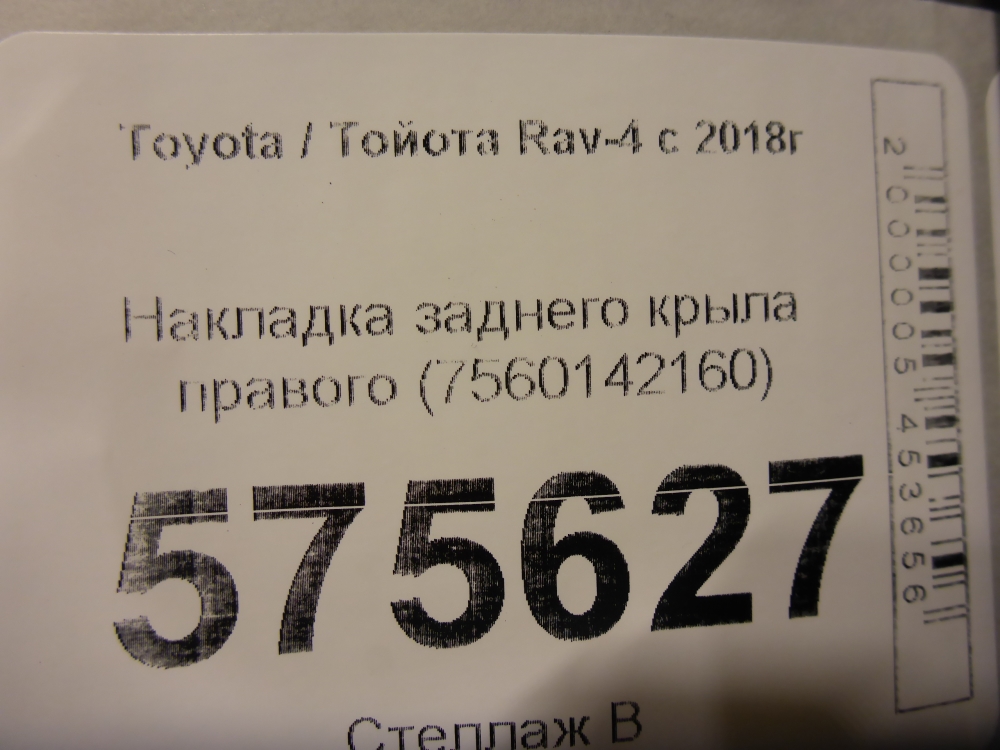 Toyota / Тойота Rav-4 с 2018г
Накладка заднего крыла
правого (7560142160)
575627
Стеллаж В
2000005453656